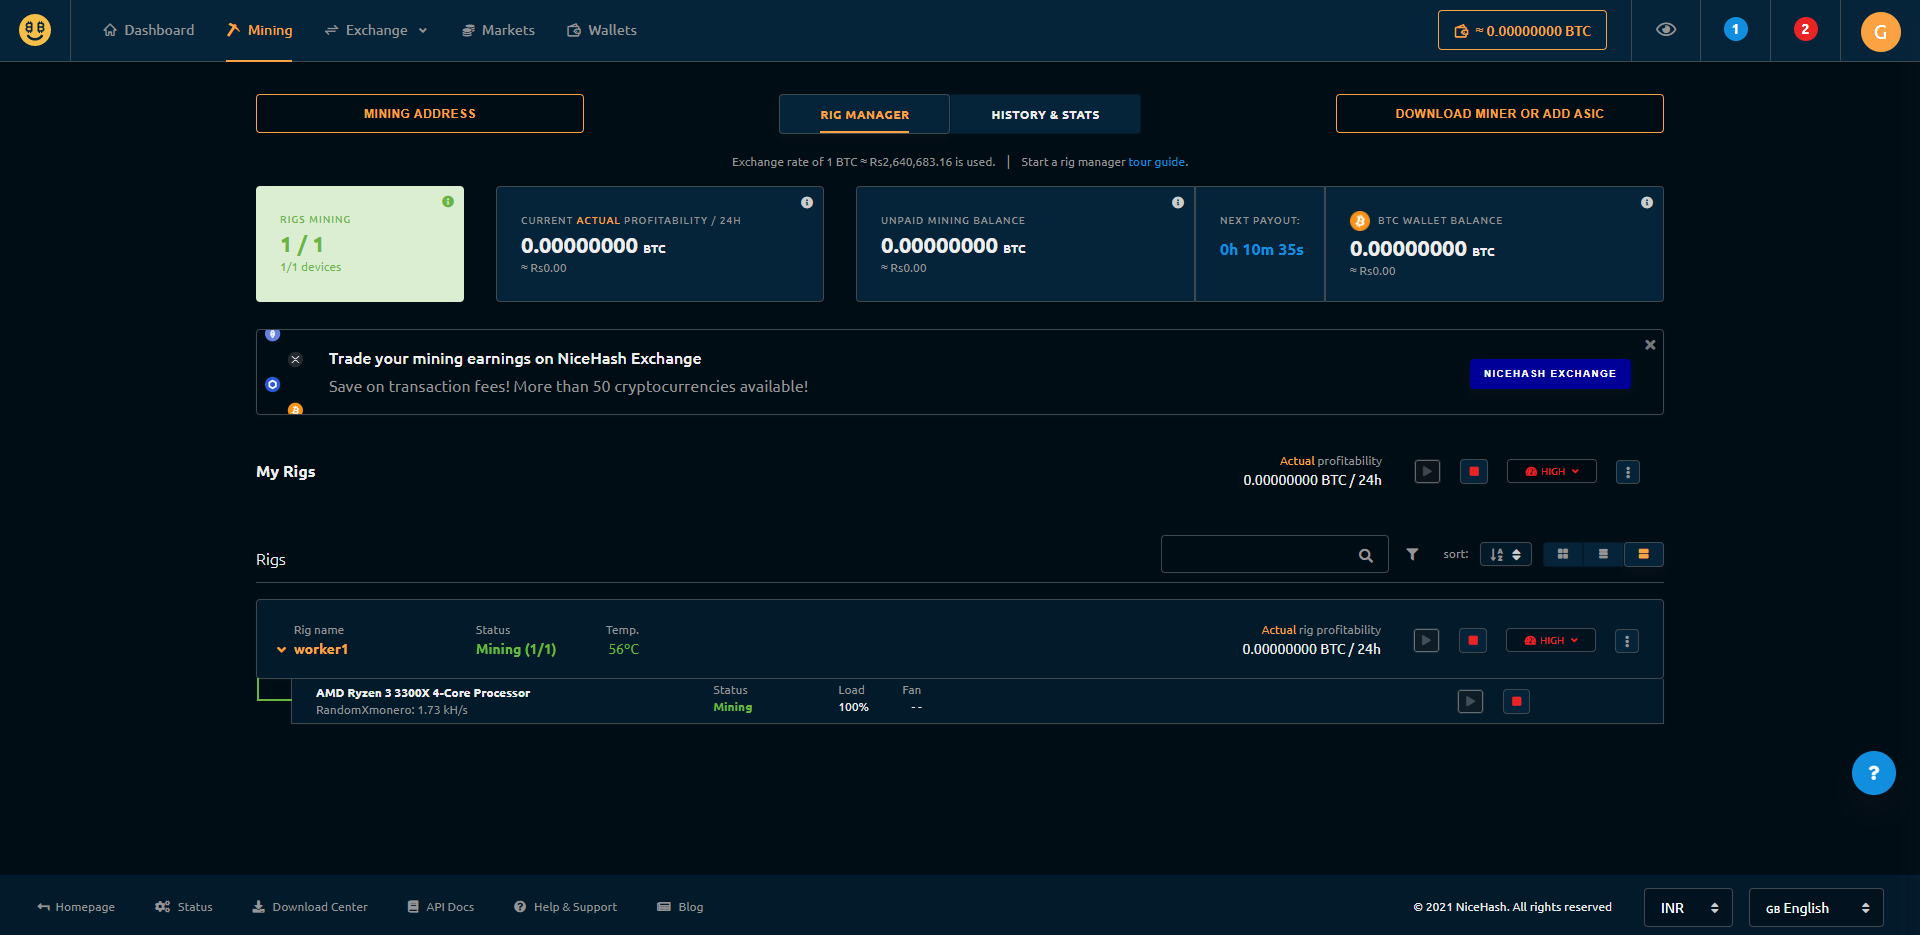 Dashboard Mining Exchange Markets Wallets ≈ 0.00000000 BTC 1 2 G
MINING ADDRESS RIG MANAGER HISTORY & STATS DOWNLOAD MINER OR ADD ASIC
Exchange rate of 1 BTC ≈ Rs2,640,683.16 is used. | Start a rig manager tour guide.
RIGS MINING
1 / 1
1/1 devices
CURRENT ACTUAL PROFITABILITY / 24H
0.00000000 BTC
≈ Rs0.00
UNPAID MINING BALANCE
0.00000000 BTC
≈ Rs0.00
NEXT PAYOUT:
0h 10m 35s
BTC WALLET BALANCE
0.00000000 BTC
≈ Rs0.00
Trade your mining earnings on NiceHash Exchange
Save on transaction fees! More than 50 cryptocurrencies available!
NICEHASH EXCHANGE
My Rigs
Actual profitability
0.00000000 BTC / 24h
HIGH
Rigs
sort:
Rig name
worker1
Status
Mining (1/1)
Temp.
56°C
Actual rig profitability
0.00000000 BTC / 24h
HIGH
AMD Ryzen 3 3300X 4-Core Processor
RandomXmonero: 1.73 kH/s
Status
Mining
Load
100%
Fan
- -
?
Homepage Status Download Center API Docs Help & Support Blog © 2021 NiceHash. All rights reserved INR GB English